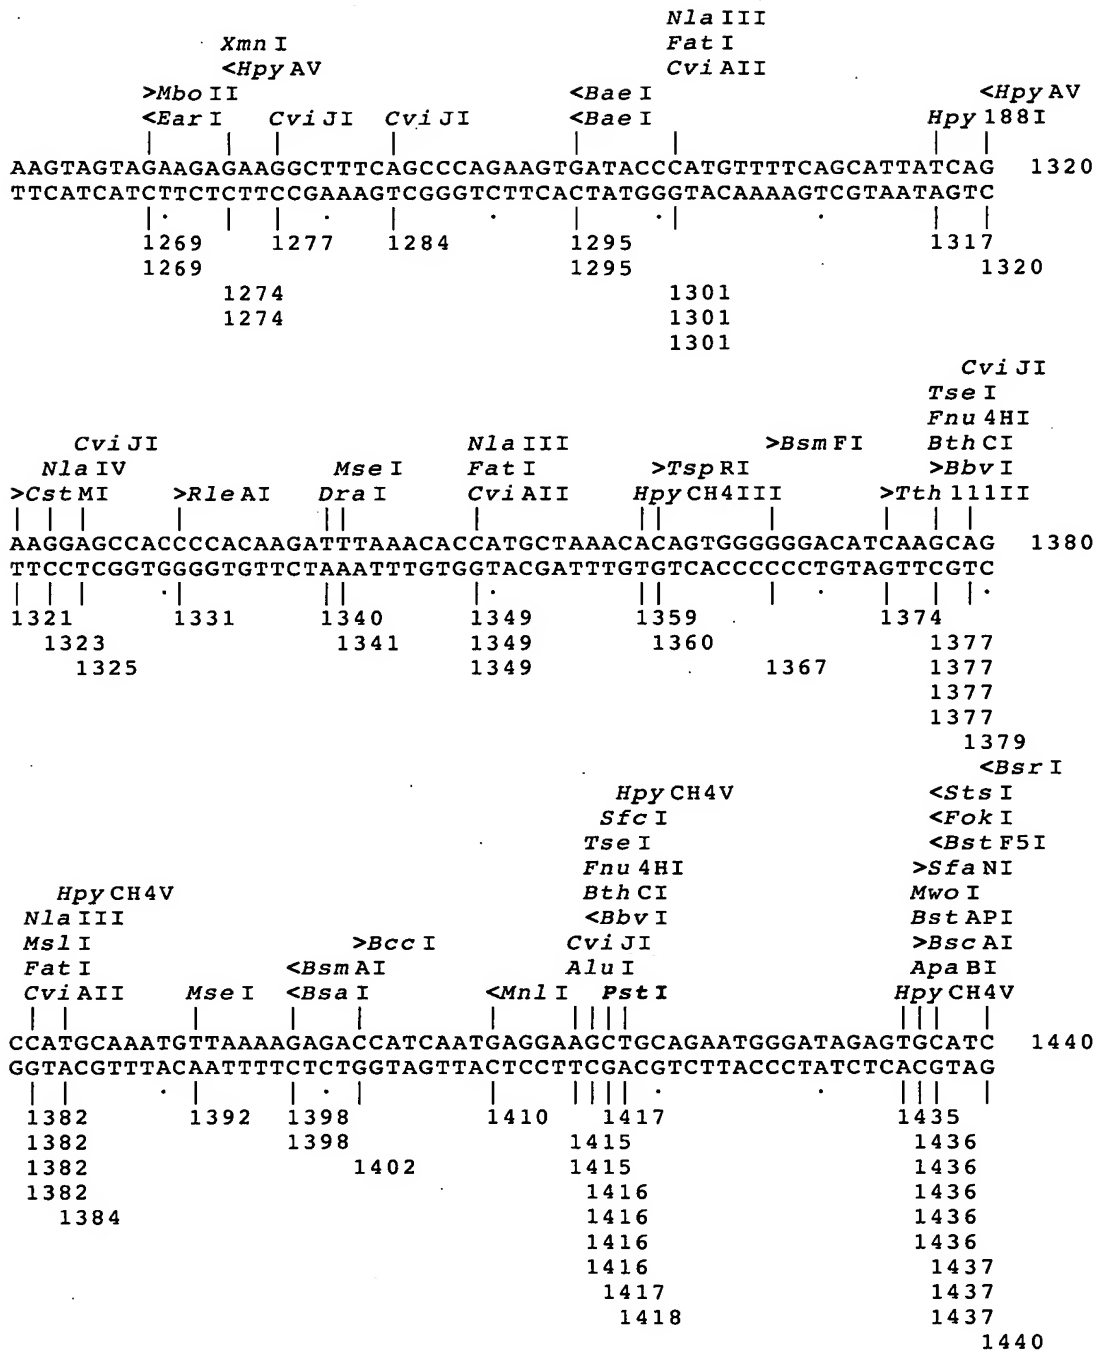 Nla III
Xmn I Fat I
<Hpy AV Cvi AII
>Mbo II <Bae I <Hpy AV
<Ear I Cvi JI Cvi JI <Bae I Hpy 188I
AAGTAGTAGAAGAGAAGGCTTTCAGCCCAGAAGTGATACCCATGTTTTCAGCATTATCAG 1320
TTCATCATCTTCTCTTCCGAAAGTCGGGTCTTCACTATGGGTACAAAAGTCGTAATAGTC
1269 1277 1284 1295 1317
1269 1295 1320
1274 1301
1274 1301
1301
Cvi JI
Tse I
Fnu 4HI
Cvi JI Nla III >Bsm FI Bth CI
Nla IV Mse I Fat I >Tsp RI >Bbv I
>Cst MI >Rle AI Dra I Cvi AII Hpy CH4III >Tth 111II
AAGGAGCCACCCCACAAGATTTAAACACCATGCTAAACACAGTGGGGGGACATCAAGCAG 1380
TTCCTCGGTGGGGTGTTCTAAATTTGTGGTACGATTTGTGTCACCCCCCTGTAGTTCGTC
1321 1331 1340 1349 1359 1374
1323 1341 1349 1360 1377
1325 1349 1367 1377
1377
1377
1379
<Bsr I
Hpy CH4V <Sts I
Sfc I <Fok I
Tse I <Bst F5I
Fnu 4HI >Sfa NI
Hpy CH4V Bth CI Mwo I
Nla III <Bbv I Bst API
Msl I >Bcc I Cvi JI >Bsc AI
Fat I <Bsm AI Alu I Apa BI
Cvi AII Mse I <Bsa I <Mnl I Pst I Hpy CH4V
CCATGCAAATGTTAAAAGAGACCATCAATGAGGAAGCTGCAGAATGGGATAGAGTGCATC 1440
GGTACGTTTACAATTTTCTCTGGTAGTTACTCCTTCGACGTCTTACCCTATCTCACGTAG
1382 1392 1398 1410 1417 1435
1382 1398 1415 1436
1382 1402 1415 1436
1382 1416 1436
1384 1416 1436
1416 1436
1416 1437
1417 1437
1418 1437
1440